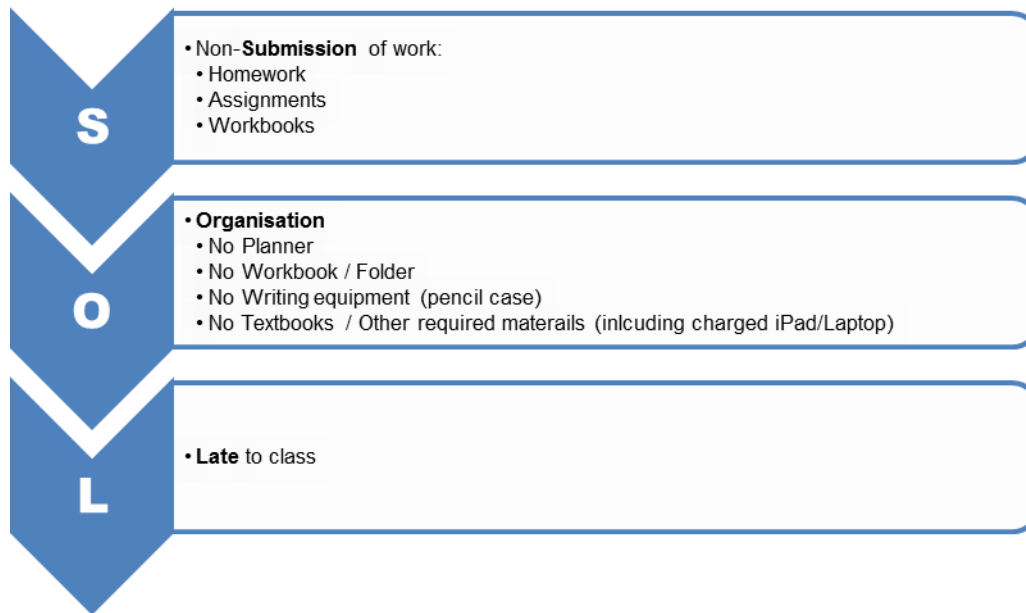 S
• Non-Submission of work:
• Homework
• Assignments
• Workbooks
O
• Organisation
• No Planner
• No Workbook / Folder
• No Writing equipment (pencil case)
• No Textbooks / Other required materails (inlcuding charged iPad/Laptop)
L
• Late to class